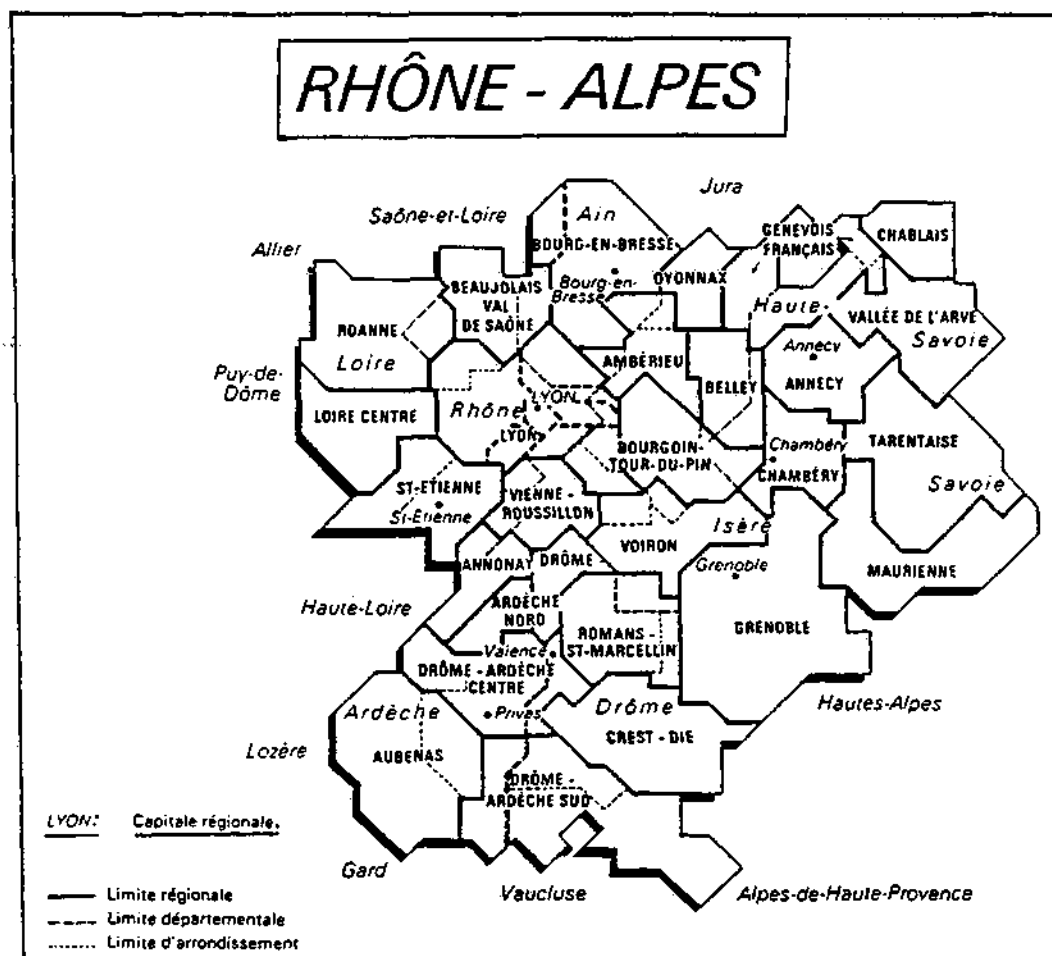 RHÔNE - ALPES
Jura
Saône-et-Loire
Ain
Allier
BOURG-EN-BRESSE
GENEVOIS
FRANÇAIS
CHABLAIS
Bourg-en-
Bresse
OYONNAX
BEAUJOLAIS
VAL
DE SAÔNE
Haute-
VALLÉE DE L'ARVE
Savoie
ROANNE
Loire
AMBÉRIEU
Annecy
ANNECY
BELLEY
Puy-de-
Dôme
LOIRE CENTRE
Rhône
LYON
LYON
BOURGOIN-
TOUR-DU-PIN
Chambéry
CHAMBÉRY
TARENTAISE
Savoie
ST-ETIENNE
St-Etienne
VIENNE-
ROUSSILLON
Isère
VOIRON
Grenoble
MAURIENNE
ANNONAY
DRÔME -
ARDÈCHE
NORD
Haute-Loire
GRENOBLE
ROMANS -
ST-MARCELLIN
Valence
DRÔME - ARDÈCHE
CENTRE
Privas
Ardèche
Drôme
CREST - DIE
Hautes-Alpes
Lozère
AUBENAS
DRÔME -
ARDÈCHE SUD
LYON: Capitale régionale.
Gard
Vaucluse
Alpes-de-Haute-Provence
Limite régionale
Limite départementale
Limite d'arrondissement